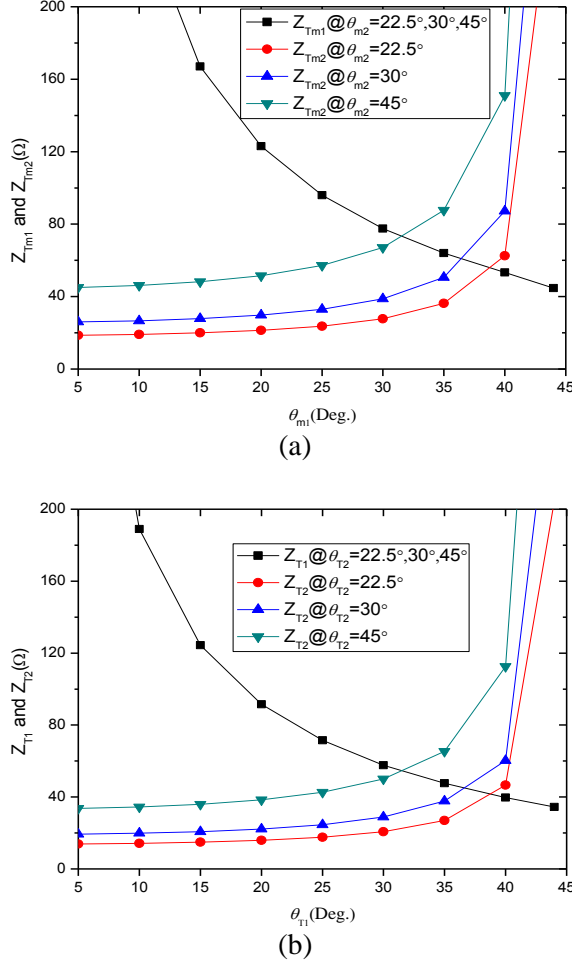 200
160
120
80
40
0
Z_Tm1 and Z_Tm2(Ω)
Z_Tm1@θ_m2=22.5°,30°,45°
Z_Tm2@θ_m2=22.5°
Z_Tm2@θ_m2=30°
Z_Tm2@θ_m2=45°
5 10 15 20 25 30 35 40 45
θ_m1(Deg.)
(a)
200
160
120
80
40
0
Z_T1 and Z_T2(Ω)
Z_T1@θ_T2=22.5°,30°,45°
Z_T2@θ_T2=22.5°
Z_T2@θ_T2=30°
Z_T2@θ_T2=45°
5 10 15 20 25 30 35 40 45
θ_T1(Deg.)
(b)